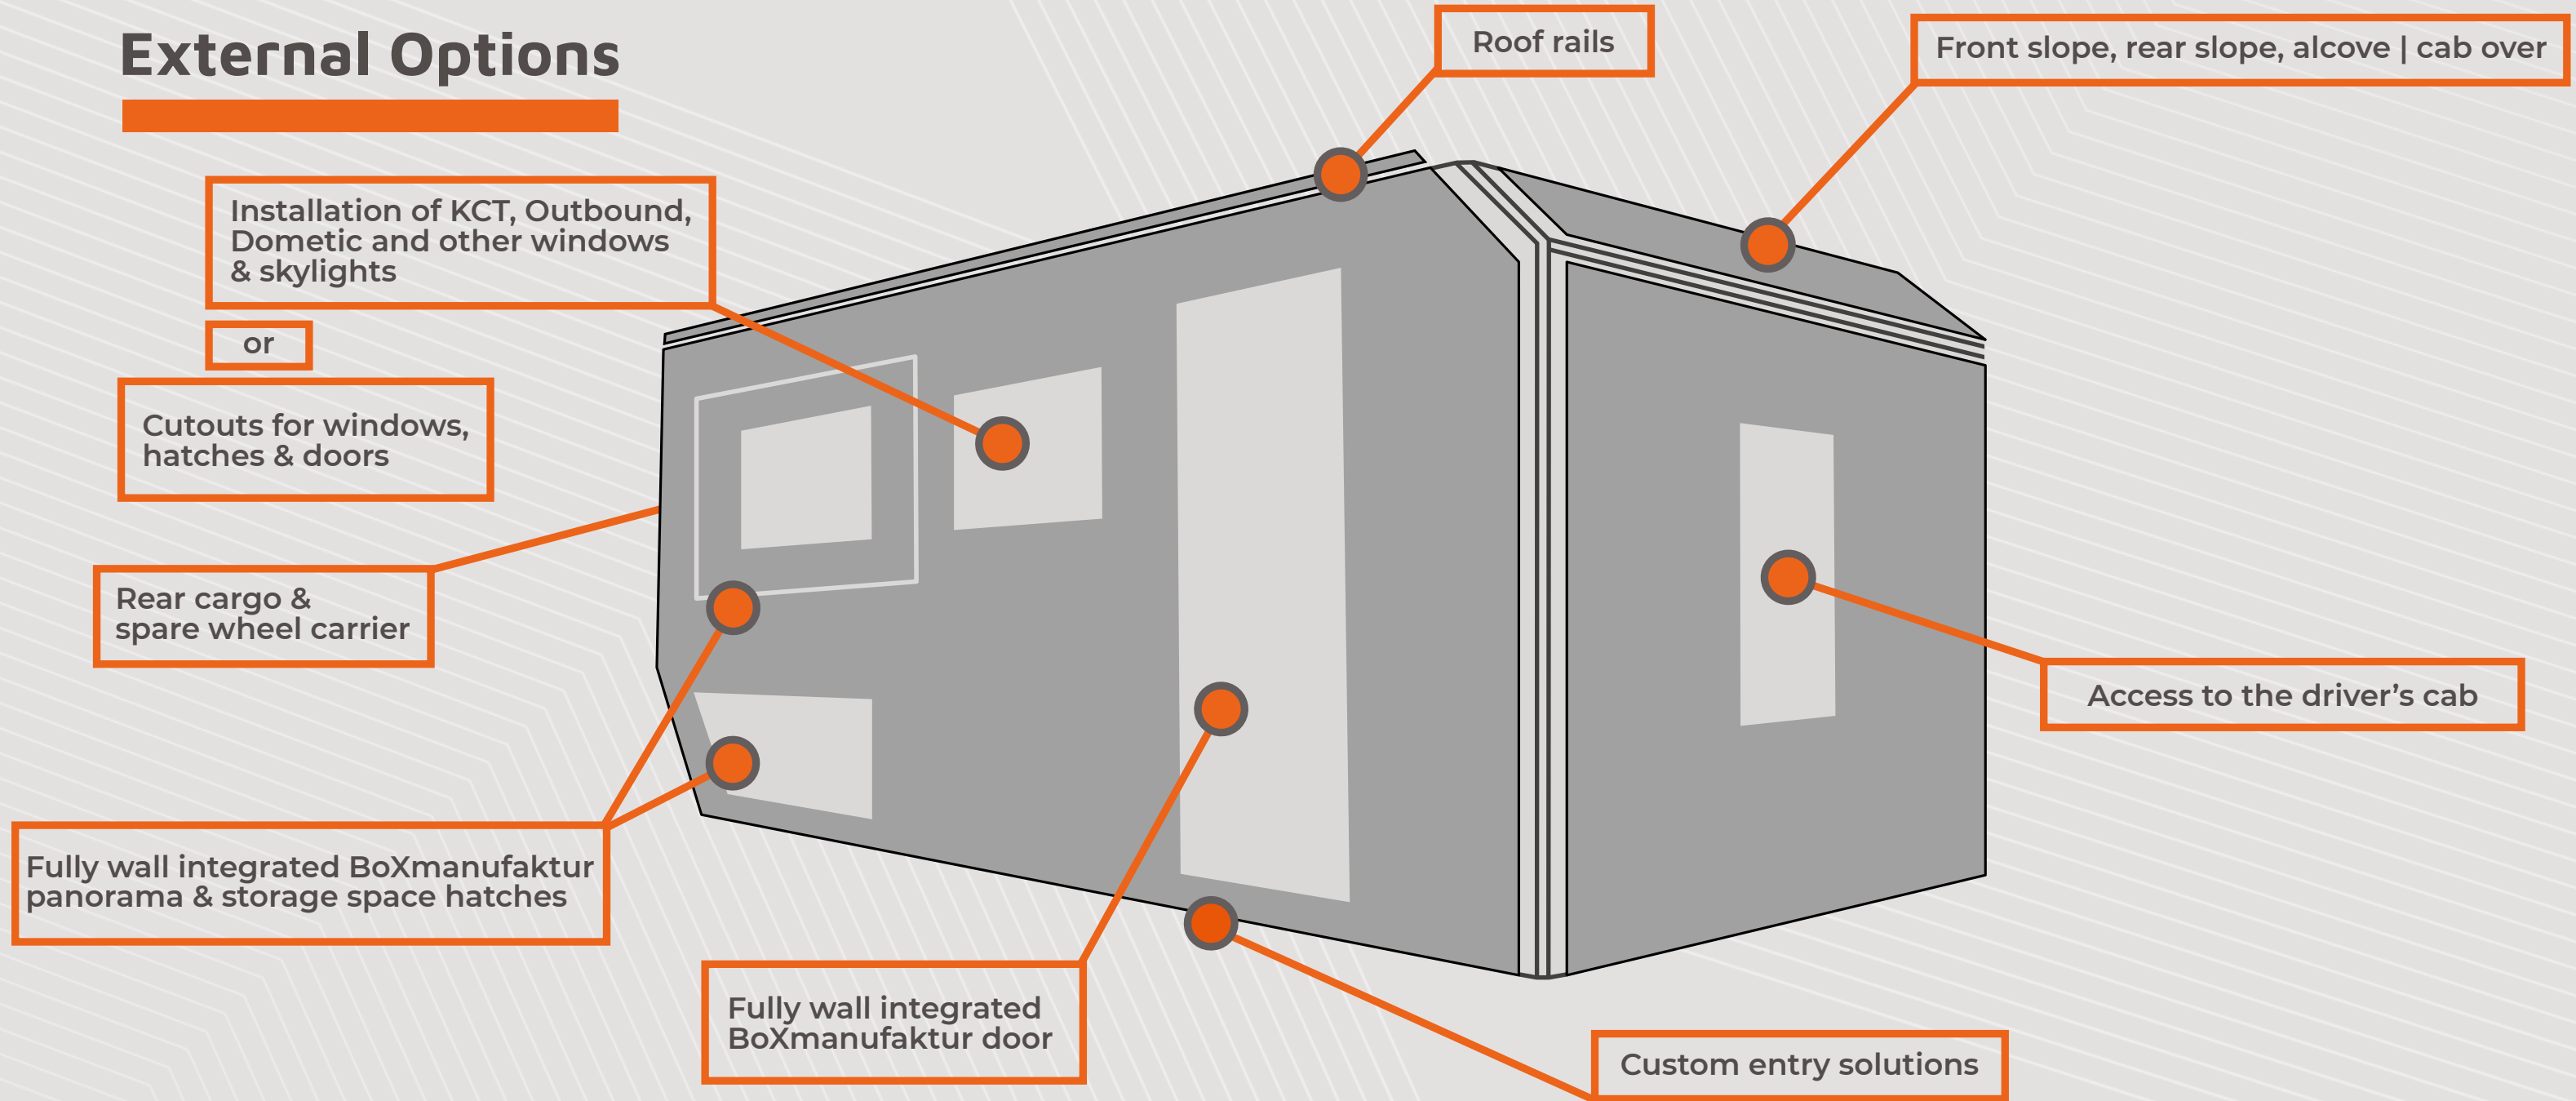 External Options
Roof rails
Front slope, rear slope, alcove | cab over
Installation of KCT, Outbound,
Dometic and other windows
& skylights
or
Cutouts for windows,
hatches & doors
Rear cargo &
spare wheel carrier
Access to the driver’s cab
Fully wall integrated BoXmanufaktur
panorama & storage space hatches
Fully wall integrated
BoXmanufaktur door
Custom entry solutions